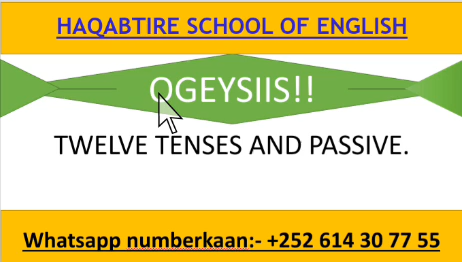 HAQABTIRE SCHOOL OF ENGLISH
OGEYSIIS!!
TWELVE TENSES AND PASSIVE.
Whatsapp numberkaan:- +252 614 30 77 55